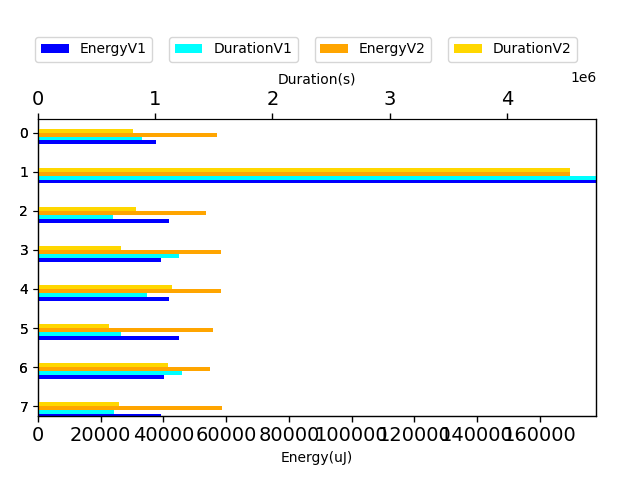 EnergyV1 DurationV1 EnergyV2 DurationV2
Duration(s)
1e6
0 1 2 3 4
0
1
2
3
4
5
6
7
0 20000 40000 60000 80000 100000 120000 140000 160000
Energy(uJ)